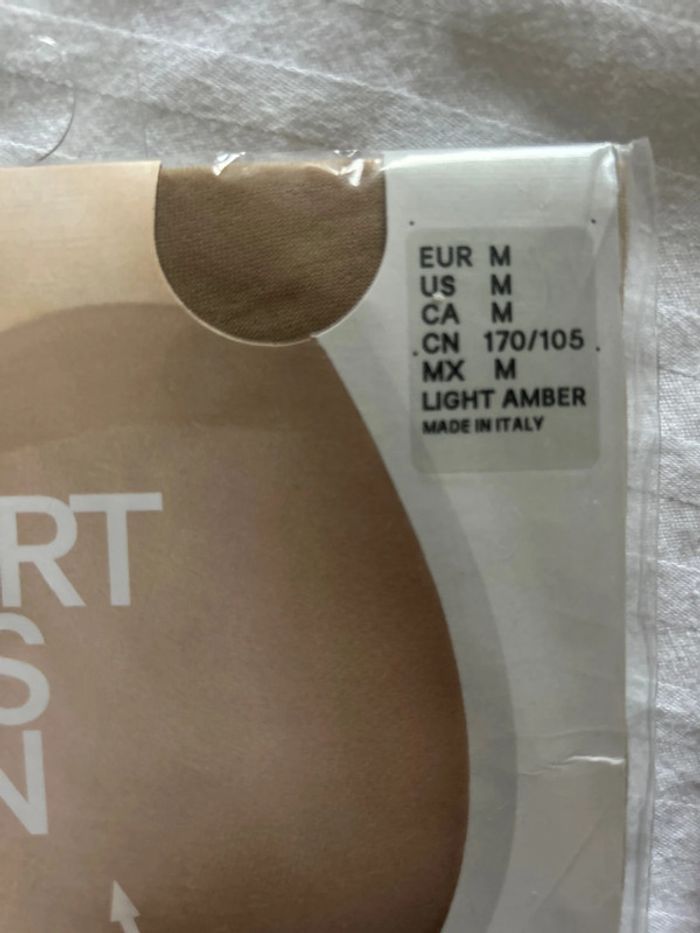 EUR M
US M
CA M
CN 170/105
MX M
LIGHT AMBER
MADE IN ITALY
RT
S
N